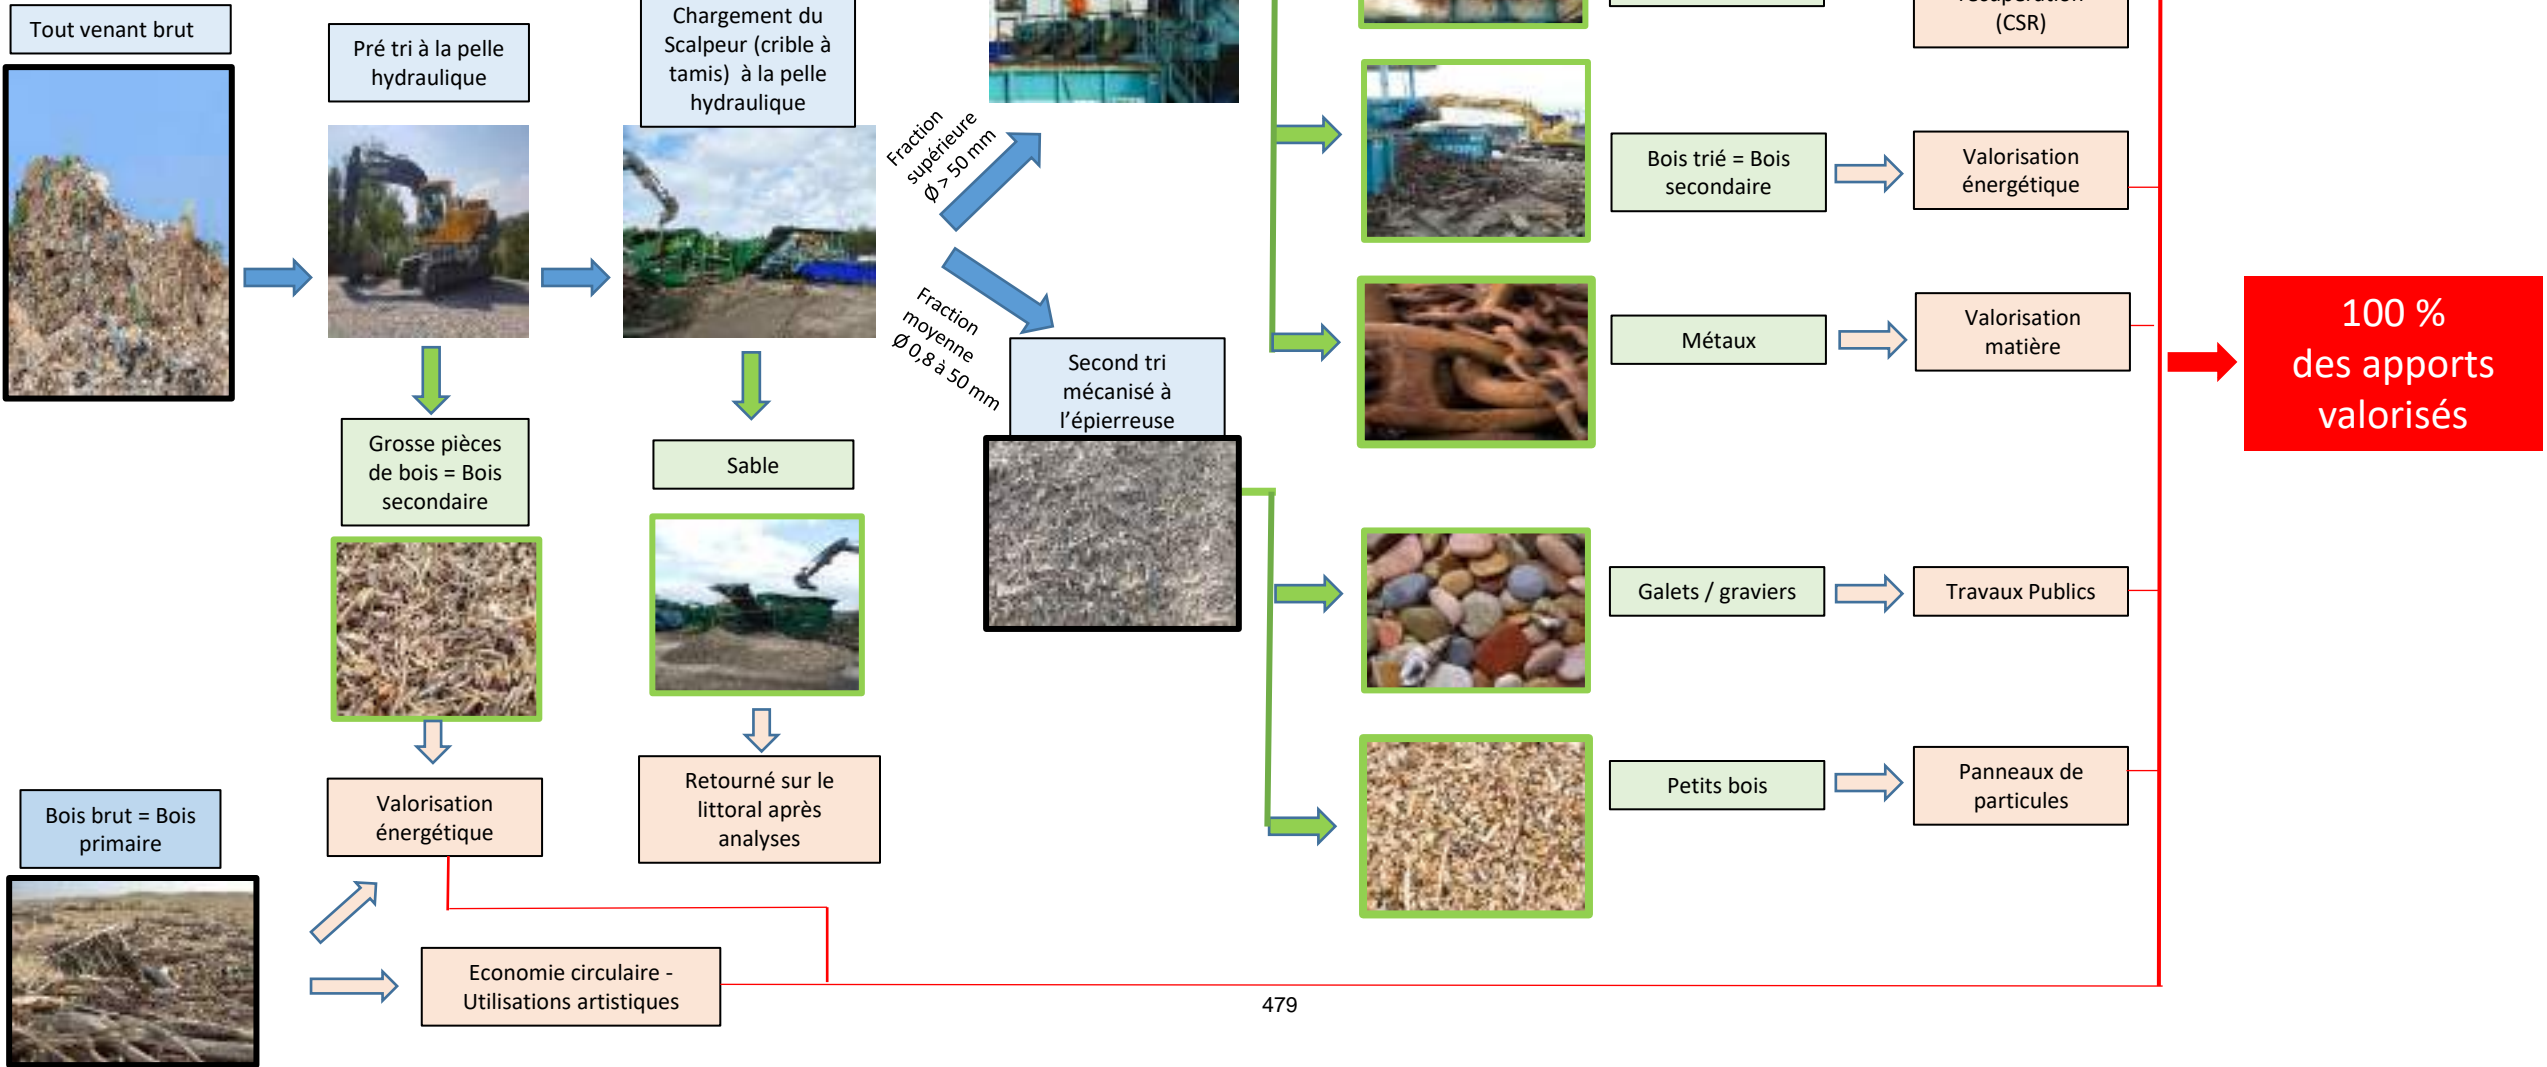 Tout venant brut
Pré tri à la pelle
hydraulique
Chargement du
Scalpeur (crible à
tamis) à la pelle
hydraulique
Fraction
supérieure
Ø > 50 mm
Fraction
moyenne
Ø 0,8 à 50 mm
(CSR)
Bois trié = Bois
secondaire
Valorisation
énergétique
Métaux
Valorisation
matière
100 %
des apports
valorisés
Second tri
mécanisé à
l’épierreuse
Grosse pièces
de bois = Bois
secondaire
Sable
Galets / graviers
Travaux Publics
Petits bois
Panneaux de
particules
Valorisation
énergétique
Retourné sur le
littoral après
analyses
Bois brut = Bois
primaire
Economie circulaire -
Utilisations artistiques
479